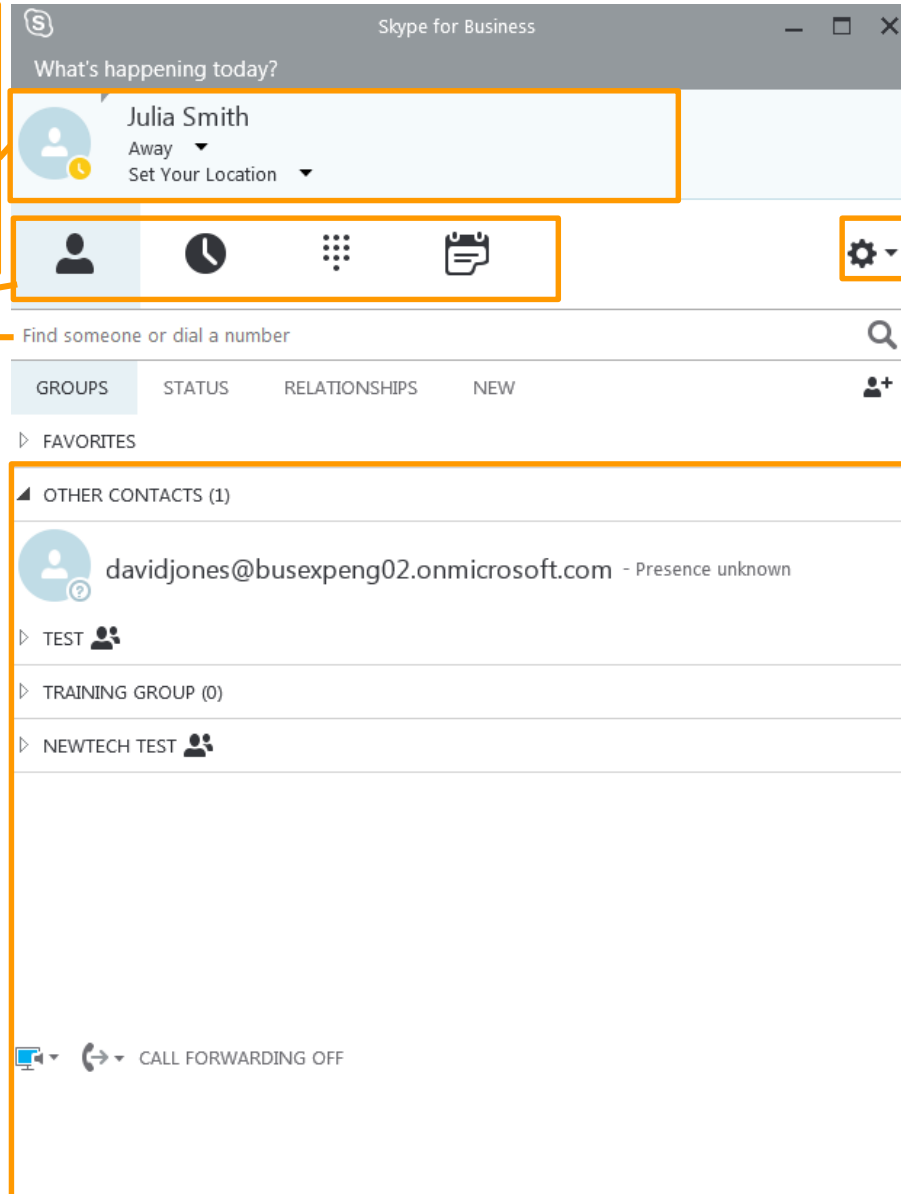 Skype for Business
What's happening today?
Julia Smith
Away
Set Your Location
Find someone or dial a number
GROUPS STATUS RELATIONSHIPS NEW
FAVORITES
OTHER CONTACTS (1)
davidjones@busexpeng02.onmicrosoft.com - Presence unknown
TEST
TRAINING GROUP (0)
NEWTECH TEST
CALL FORWARDING OFF